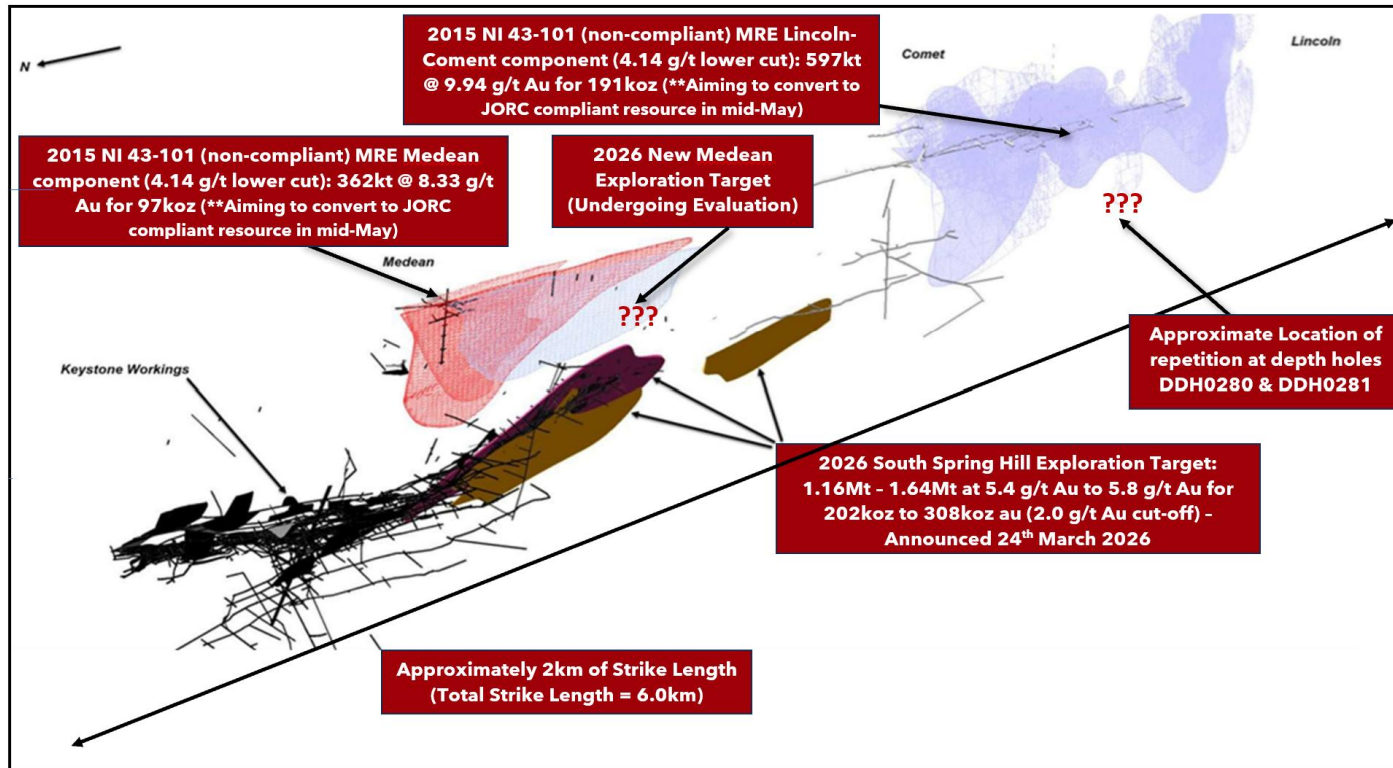 2015 NI 43-101 (non-compliant) MRE Lincoln-
Coment component (4.14 g/t lower cut): 597kt
@ 9.94 g/t Au for 191koz (**Aiming to convert to
JORC compliant resource in mid-May)
Comet
Lincoln
N
2015 NI 43-101 (non-compliant) MRE Medean
component (4.14 g/t lower cut): 362kt @ 8.33 g/t
Au for 97koz (**Aiming to convert to JORC
compliant resource in mid-May)
2026 New Medean
Exploration Target
(Undergoing Evaluation)
???
Medean
???
Keystone Workings
Approximate Location of
repetition at depth holes
DDH0280 & DDH0281
2026 South Spring Hill Exploration Target:
1.16Mt – 1.64Mt at 5.4 g/t Au to 5.8 g/t Au for
202koz to 308koz au (2.0 g/t Au cut-off) –
Announced 24th March 2026
Approximately 2km of Strike Length
(Total Strike Length = 6.0km)